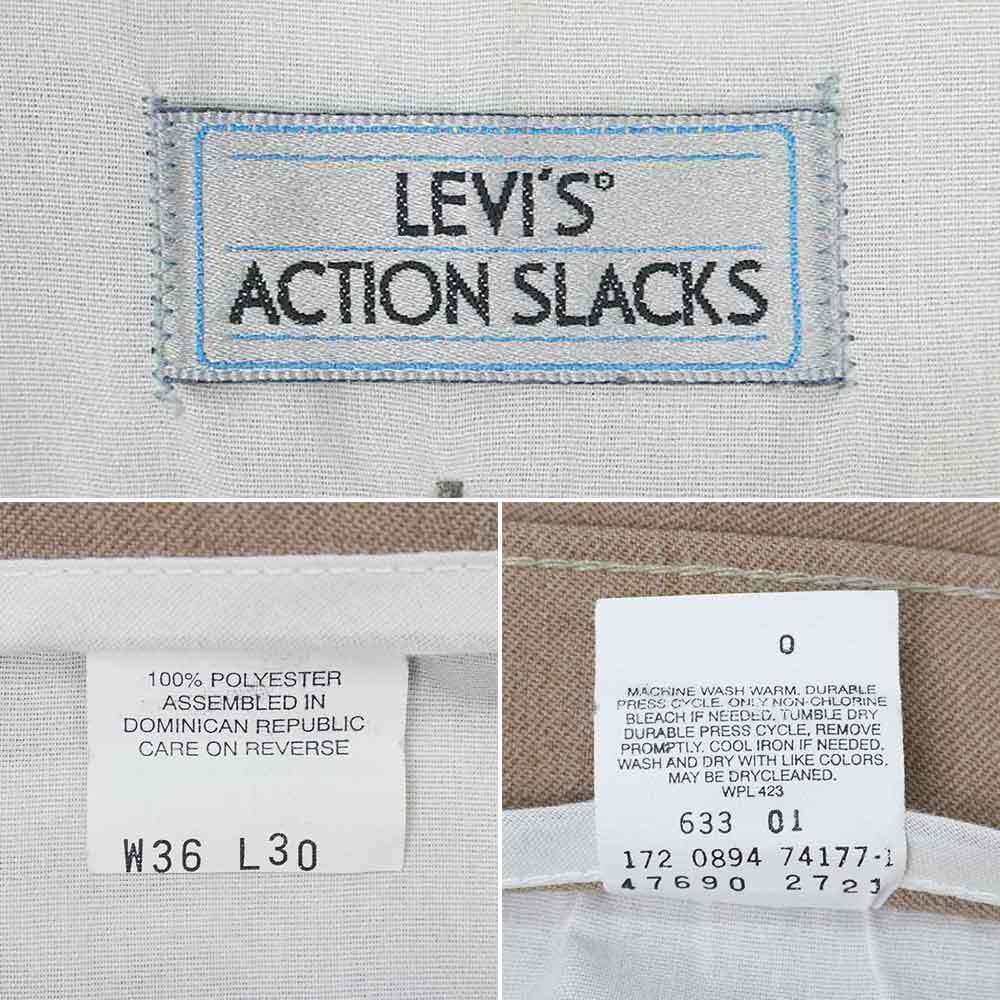 LEVI'S®
ACTION SLACKS
100% POLYESTER
ASSEMBLED IN
DOMINICAN REPUBLIC
CARE ON REVERSE
W36 L30
0
MACHINE WASH WARM. DURABLE
PRESS CYCLE. ONLY NON-CHLORINE
BLEACH IF NEEDED. TUMBLE DRY
DURABLE PRESS CYCLE, REMOVE
PROMPTLY. COOL IRON IF NEEDED.
WASH AND DRY WITH LIKE COLORS.
MAY BE DRYCLEANED.
WPL 423
633 01
172 0894 74177-1
47690 2721